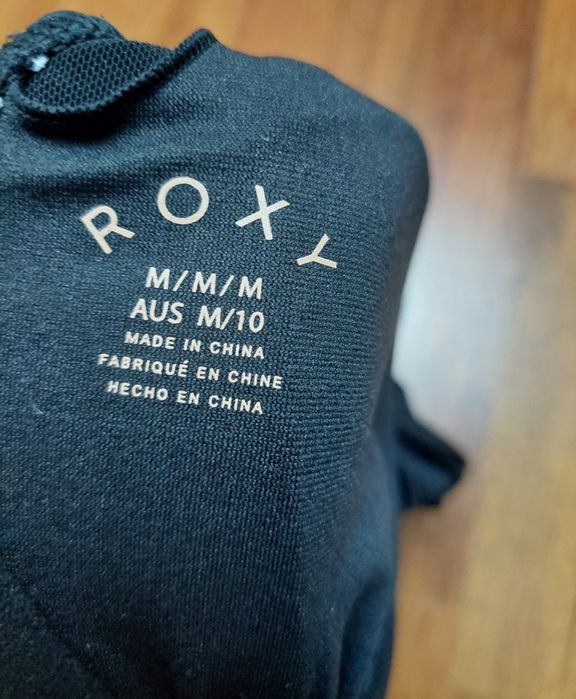 ROXY
M/M/M
AUS M/10
MADE IN CHINA
FABRIQUÉ EN CHINE
HECHO EN CHINA